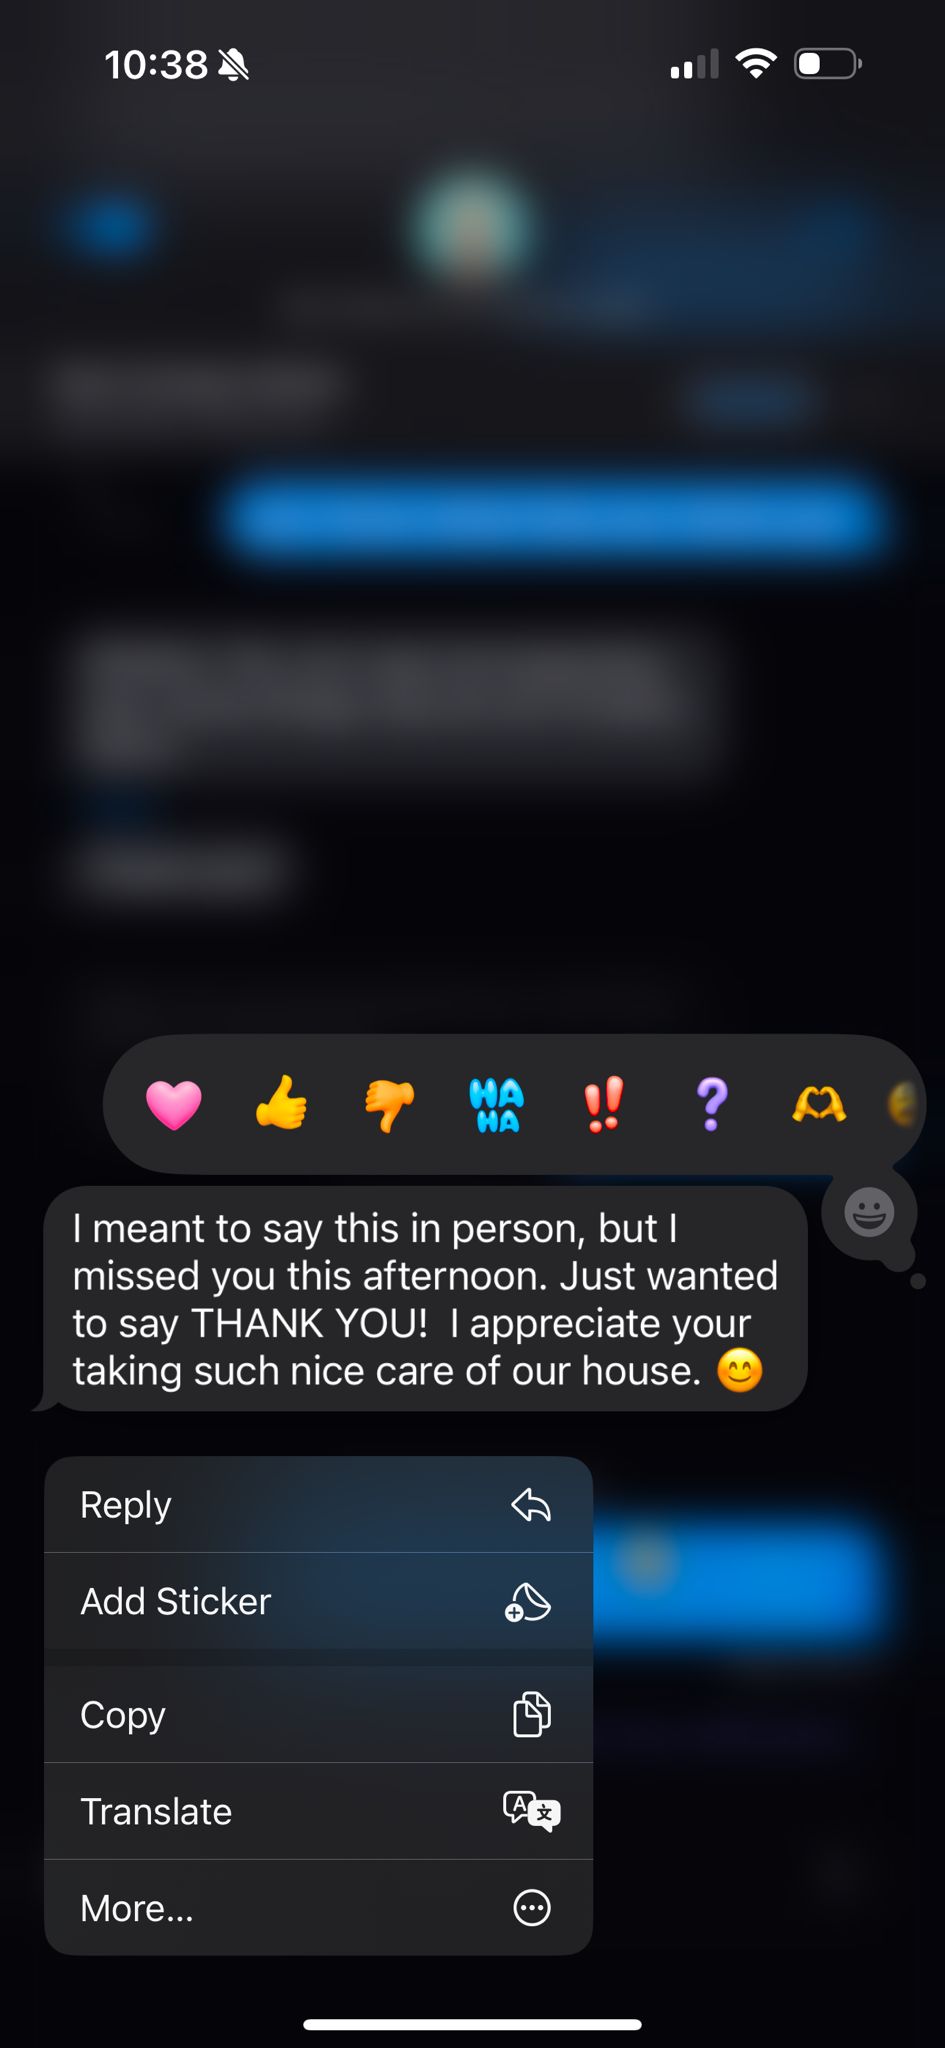 10:38
HA
HA
I meant to say this in person, but I
missed you this afternoon. Just wanted
to say THANK YOU!  I appreciate your
taking such nice care of our house. 😊
Reply
Add Sticker
Copy
Translate
More...